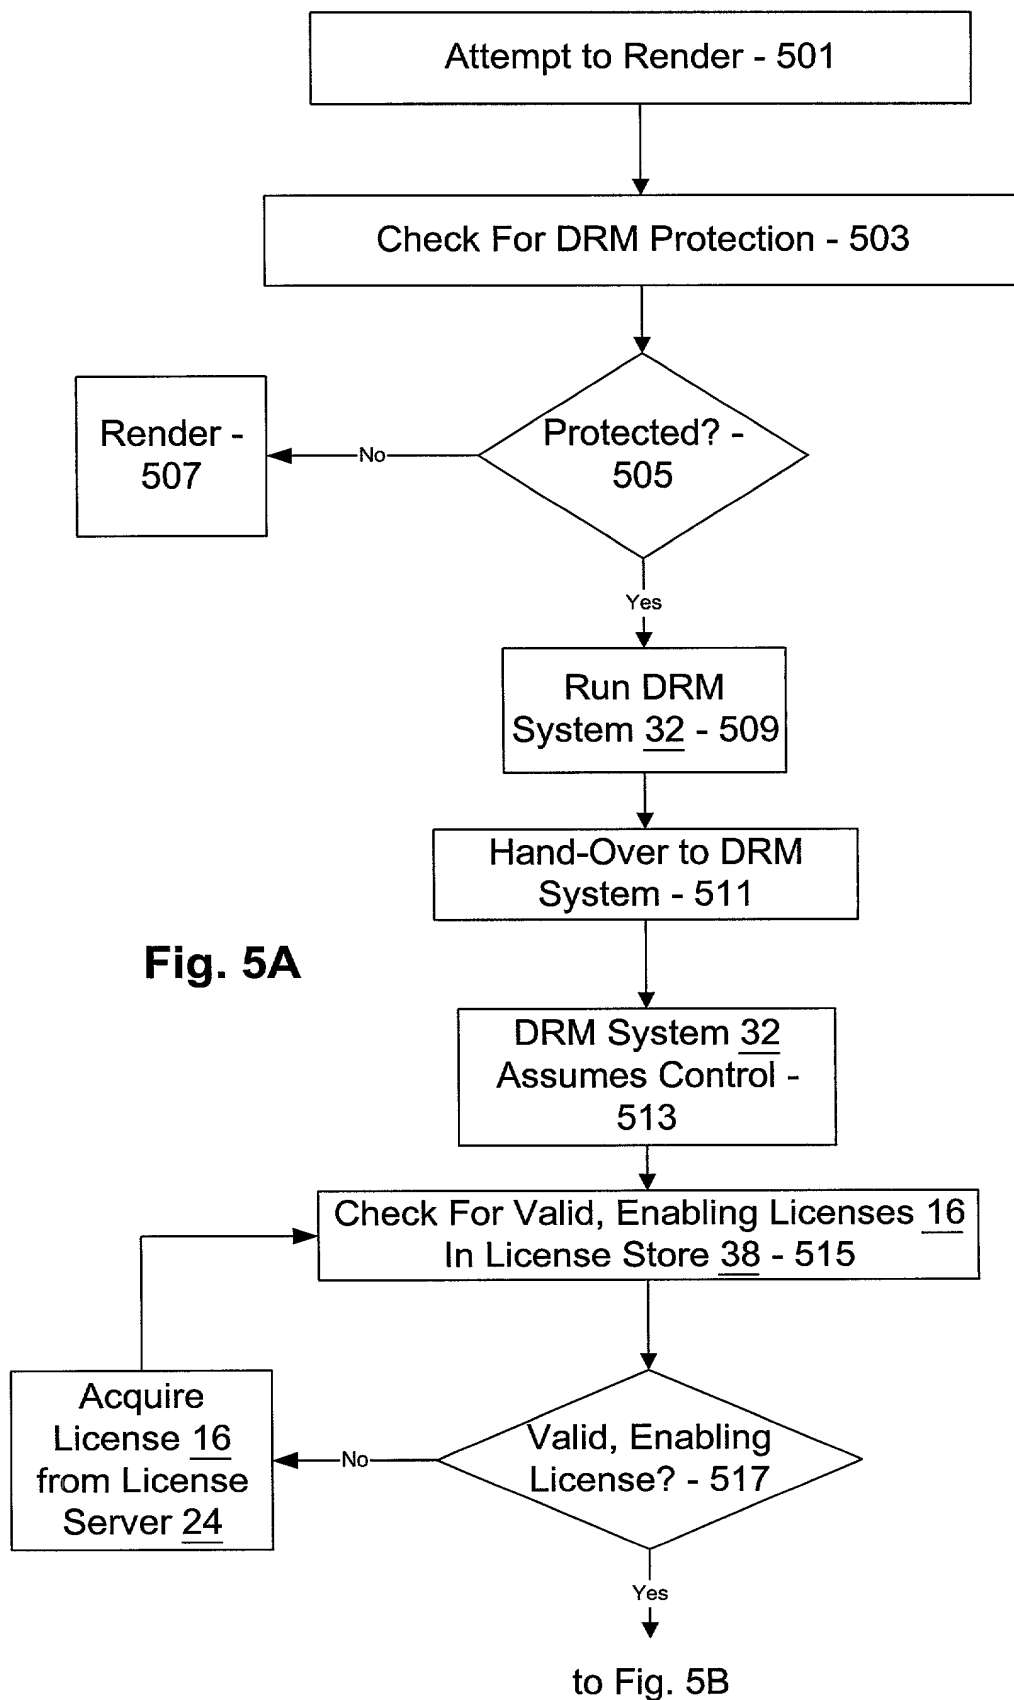 Attempt to Render - 501
Check For DRM Protection - 503
Protected? -
505
No
Render -
507
Yes
Run DRM
System 32 - 509
Hand-Over to DRM
System - 511
Fig. 5A
DRM System 32
Assumes Control -
513
Check For Valid, Enabling Licenses 16
In License Store 38 - 515
Valid, Enabling
License? - 517
No
Acquire
License 16
from License
Server 24
Yes
to Fig. 5B